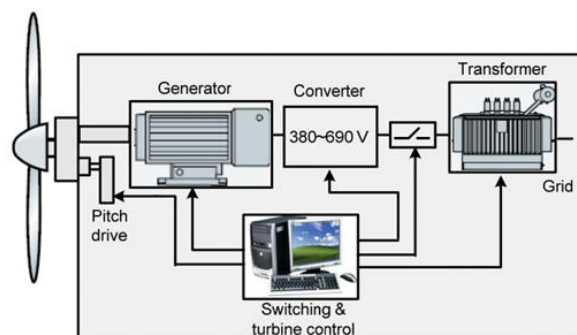 Generator
Converter
Transformer
380~690 V
Grid
Pitch
drive
Switching &
turbine control